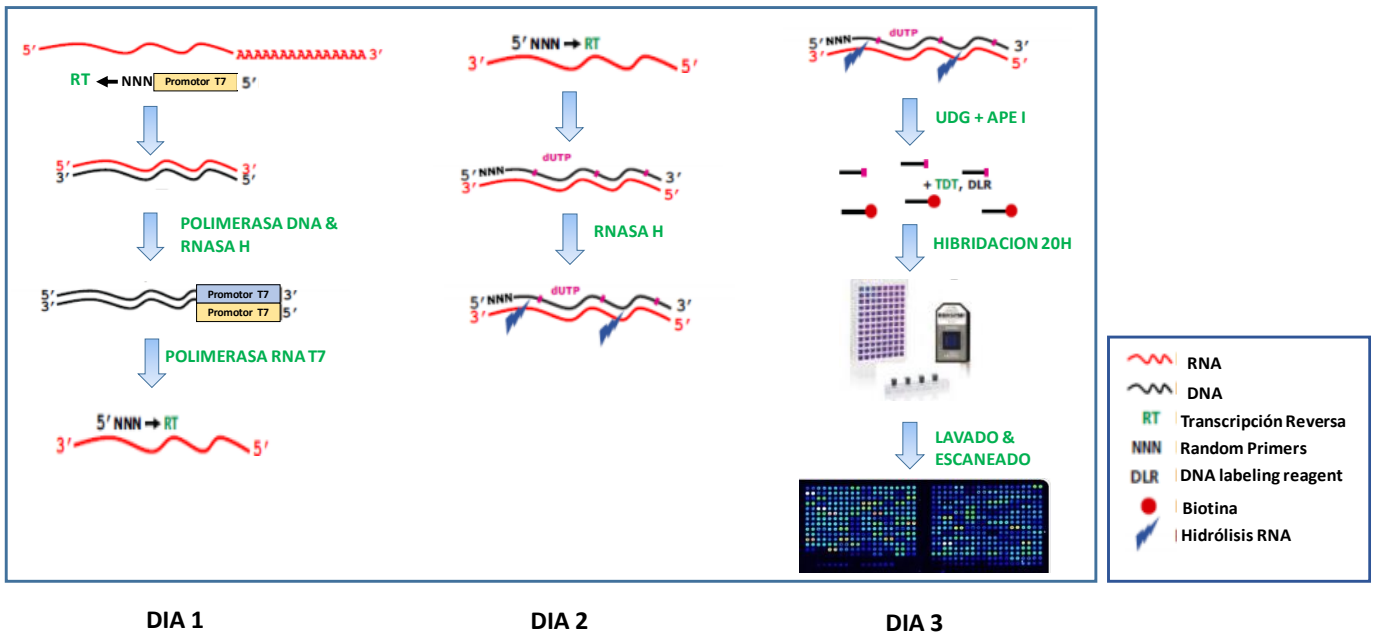 5' AAAAAAAAAAAAAAA 3'
RT NNN Promotor T7 5'
5' 3'
3' 5'
POLIMERASA DNA &
RNASA H
5' Promotor T7 3'
3' Promotor T7 5'
POLIMERASA RNA T7
5' NNN RT
3' 5'
DIA 1
5' NNN RT
3' 5'
dUTP
5' NNN 3'
3' 5'
RNASA H
dUTP
5' NNN 3'
3' 5'
DIA 2
dUTP
5' NNN 3'
3' 5'
UDG + APE I
+ TDT, DLR
HIBRIDACION 20H
LAVADO &
ESCANEADO
DIA 3
RNA
DNA
RT Transcripción Reversa
NNN Random Primers
DLR DNA labeling reagent
Biotina
Hidrólisis RNA